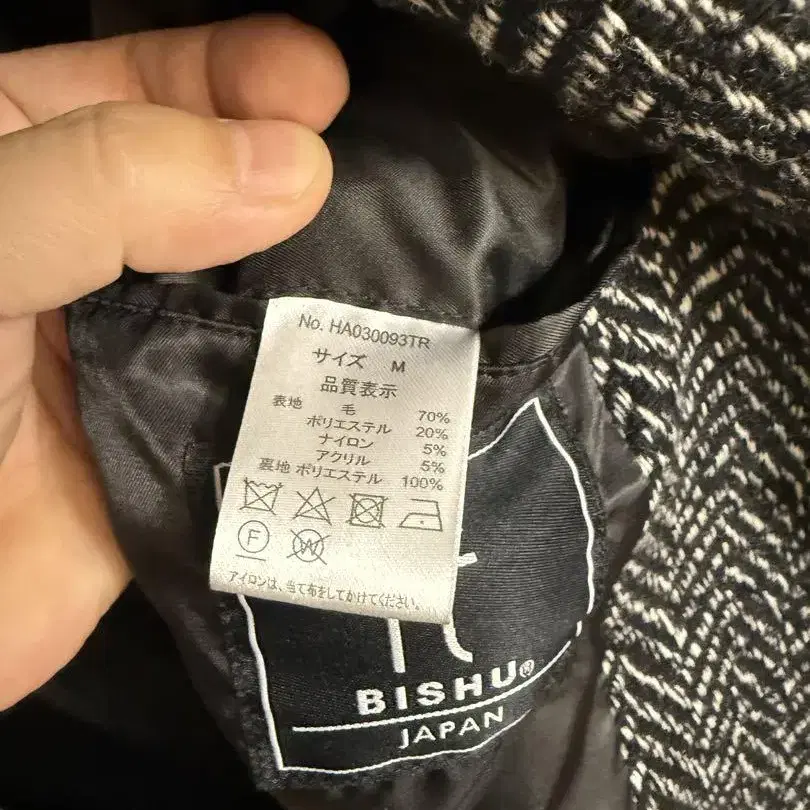 No. HA030093TR
サイズ M
品質表示
表地 毛 70%
ポリエステル 20%
ナイロン 5%
アクリル 5%
裏地 ポリエステル 100%
F W
アイロンは、当て布をしてかけてください。
BISHU®
JAPAN